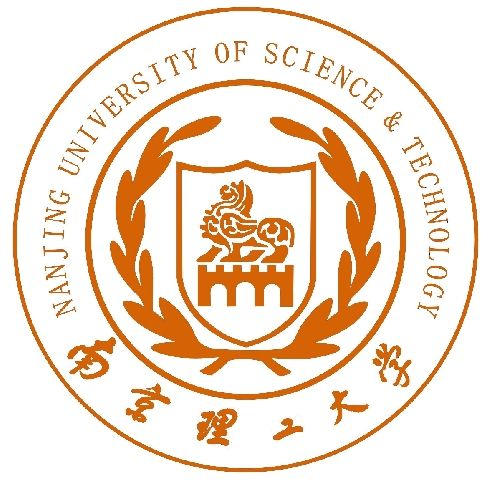 NANJING UNIVERSITY OF SCIENCE & TECHNOLOGY
南京理工大学